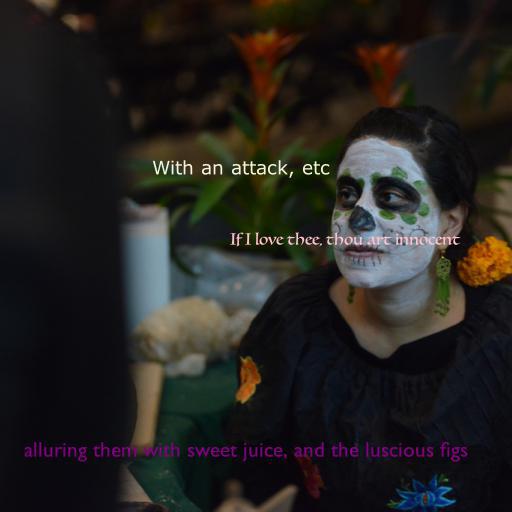 With an attack, etc
If I love thee, thou art innocent
alluring them with sweet juice, and the luscious figs